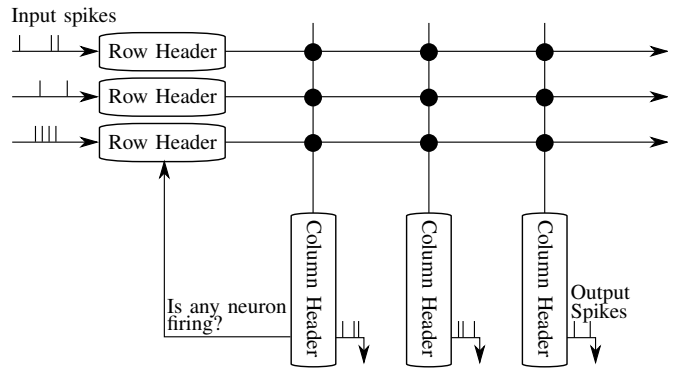 Input spikes
Row Header
Row Header
Row Header
Column Header
Column Header
Column Header
Is any neuron
firing?
Output
Spikes